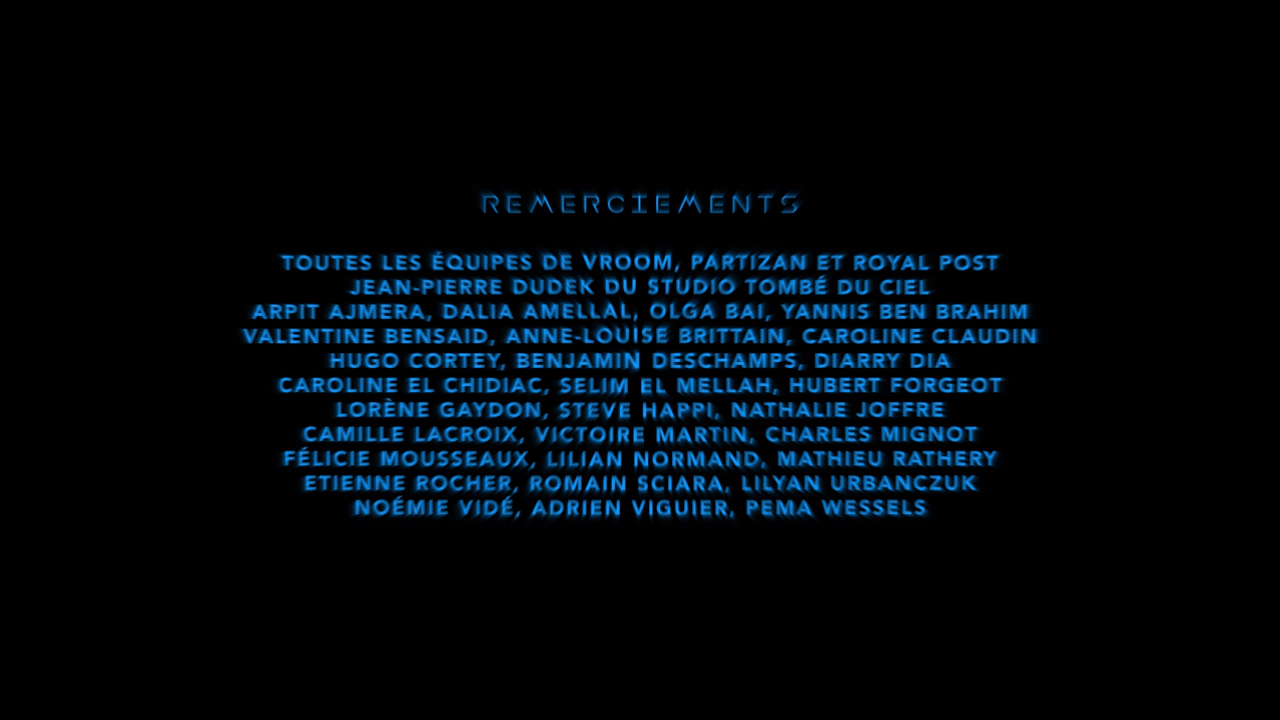 REMERCIEMENTS
TOUTES LES ÉQUIPES DE VROOM, PARTIZAN ET ROYAL POST
JEAN-PIERRE DUDEK DU STUDIO TOMBÉ DU CIEL
ARPIT AJMERA, DALIA AMELLAL, OLGA BAI, YANNIS BEN BRAHIM
VALENTINE BENSAID, ANNE-LOUISE BRITTAIN, CAROLINE CLAUDIN
HUGO CORTEY, BENJAMIN DESCHAMPS, DIARRY DIA
CAROLINE EL CHIDIAC, SELIM EL MELLAH, HUBERT FORGEOT
LORÈNE GAYDON, STEVE HAPPI, NATHALIE JOFFRE
CAMILLE LACROIX, VICTOIRE MARTIN, CHARLES MIGNOT
FÉLICIE MOUSSEAUX, LILIAN NORMAND, MATHIEU RATHERY
ETIENNE ROCHER, ROMAIN SCIARA, LILYAN URBANCZUK
NOÉMIE VIDÉ, ADRIEN VIGUIER, PEMA WESSELS